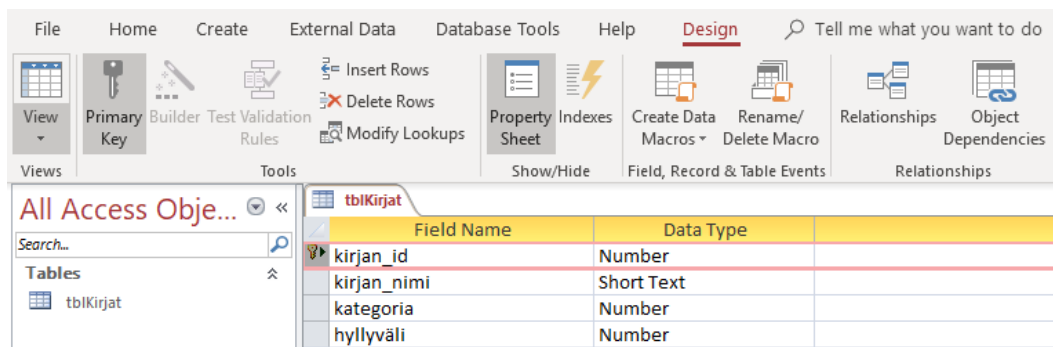 File Home Create External Data Database Tools Help Design Tell me what you want to do
View
Primary Key
Builder
Test Validation Rules
Insert Rows
Delete Rows
Modify Lookups
Property Sheet
Indexes
Create Data Macros
Rename/ Delete Macro
Relationships
Object Dependencies
Views Tools Show/Hide Field, Record & Table Events Relationships
All Access Obje...
Search...
Tables
tblKirjat
tblKirjat
Field Name Data Type
kirjan_id Number
kirjan_nimi Short Text
kategoria Number
hyllyväli Number